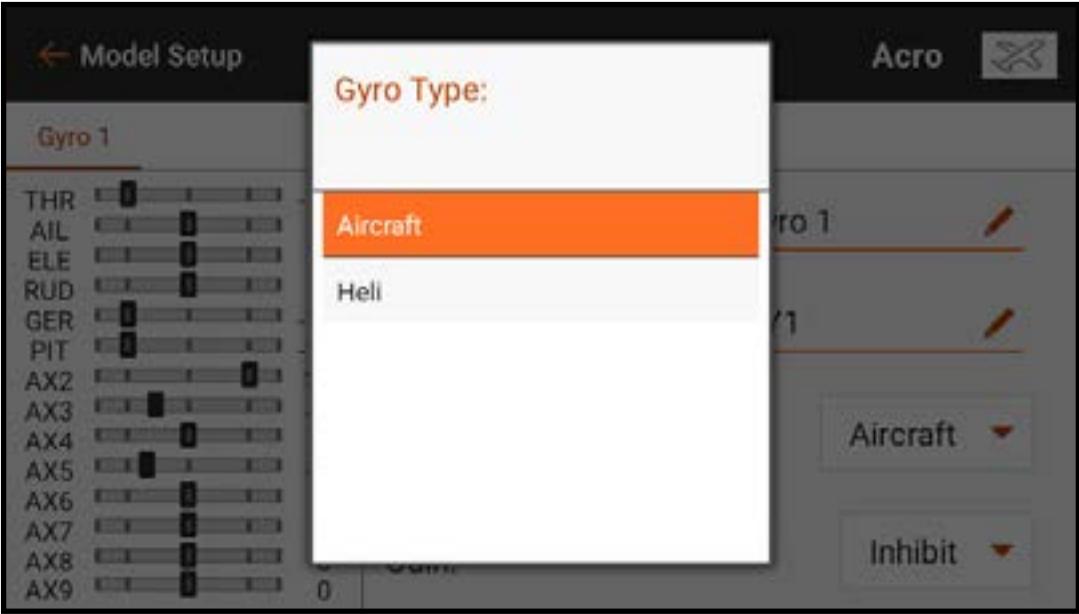 ← Model Setup
Acro
Gyro Type:
Gyro 1
Aircraft
Heli
THR
AIL
ELE
RUD
GER
PIT
AX2
AX3
AX4
AX5
AX6
AX7
AX8
AX9
0
ro 1
Aircraft
Inhibit